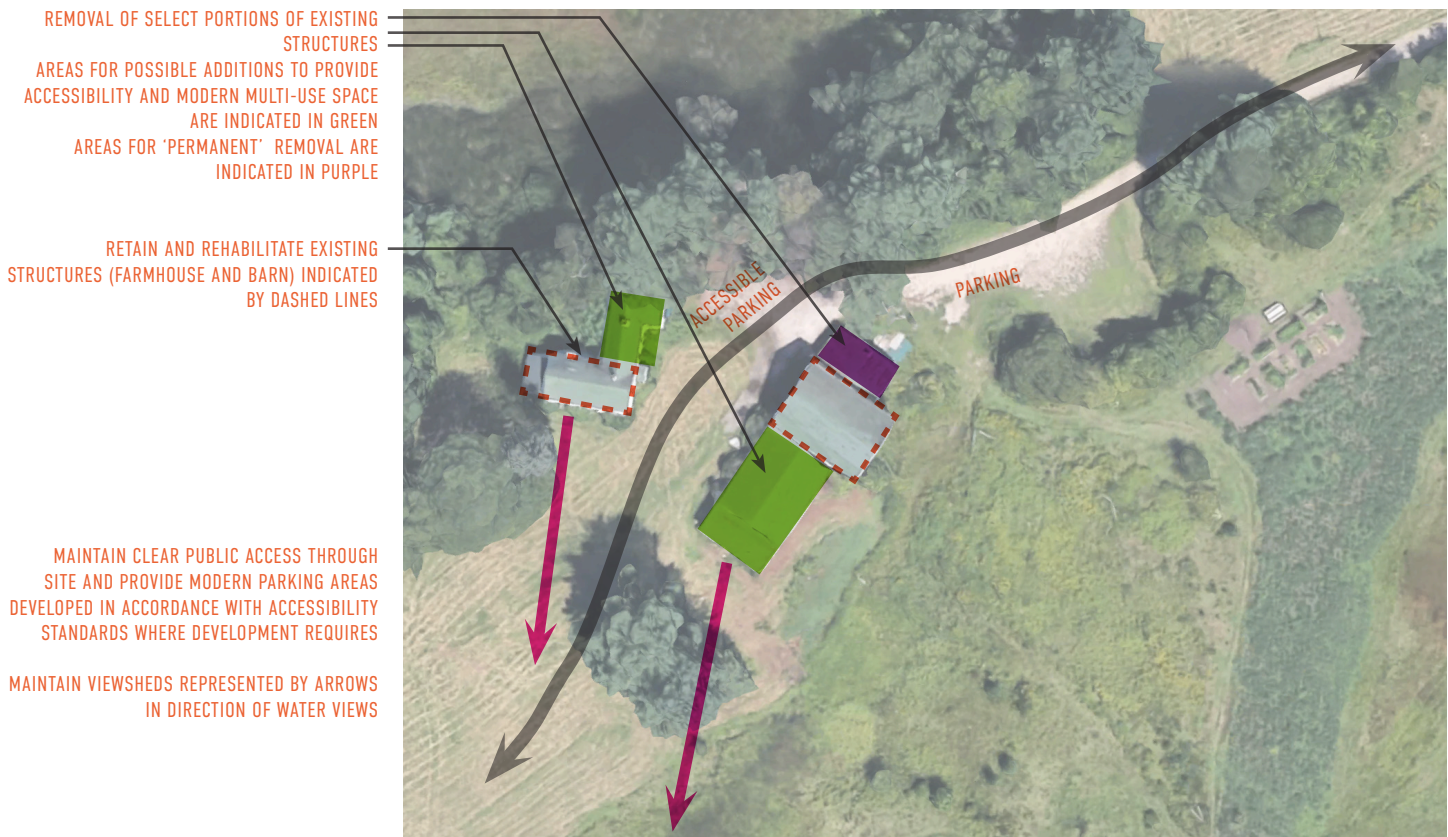 REMOVAL OF SELECT PORTIONS OF EXISTING
STRUCTURES
AREAS FOR POSSIBLE ADDITIONS TO PROVIDE
ACCESSIBILITY AND MODERN MULTI-USE SPACE
ARE INDICATED IN GREEN
AREAS FOR ‘PERMANENT’ REMOVAL ARE
INDICATED IN PURPLE
RETAIN AND REHABILITATE EXISTING
STRUCTURES (FARMHOUSE AND BARN) INDICATED
BY DASHED LINES
MAINTAIN CLEAR PUBLIC ACCESS THROUGH
SITE AND PROVIDE MODERN PARKING AREAS
DEVELOPED IN ACCORDANCE WITH ACCESSIBILITY
STANDARDS WHERE DEVELOPMENT REQUIRES
MAINTAIN VIEWSHEDS REPRESENTED BY ARROWS
IN DIRECTION OF WATER VIEWS
ACCESSIBLE
PARKING
PARKING